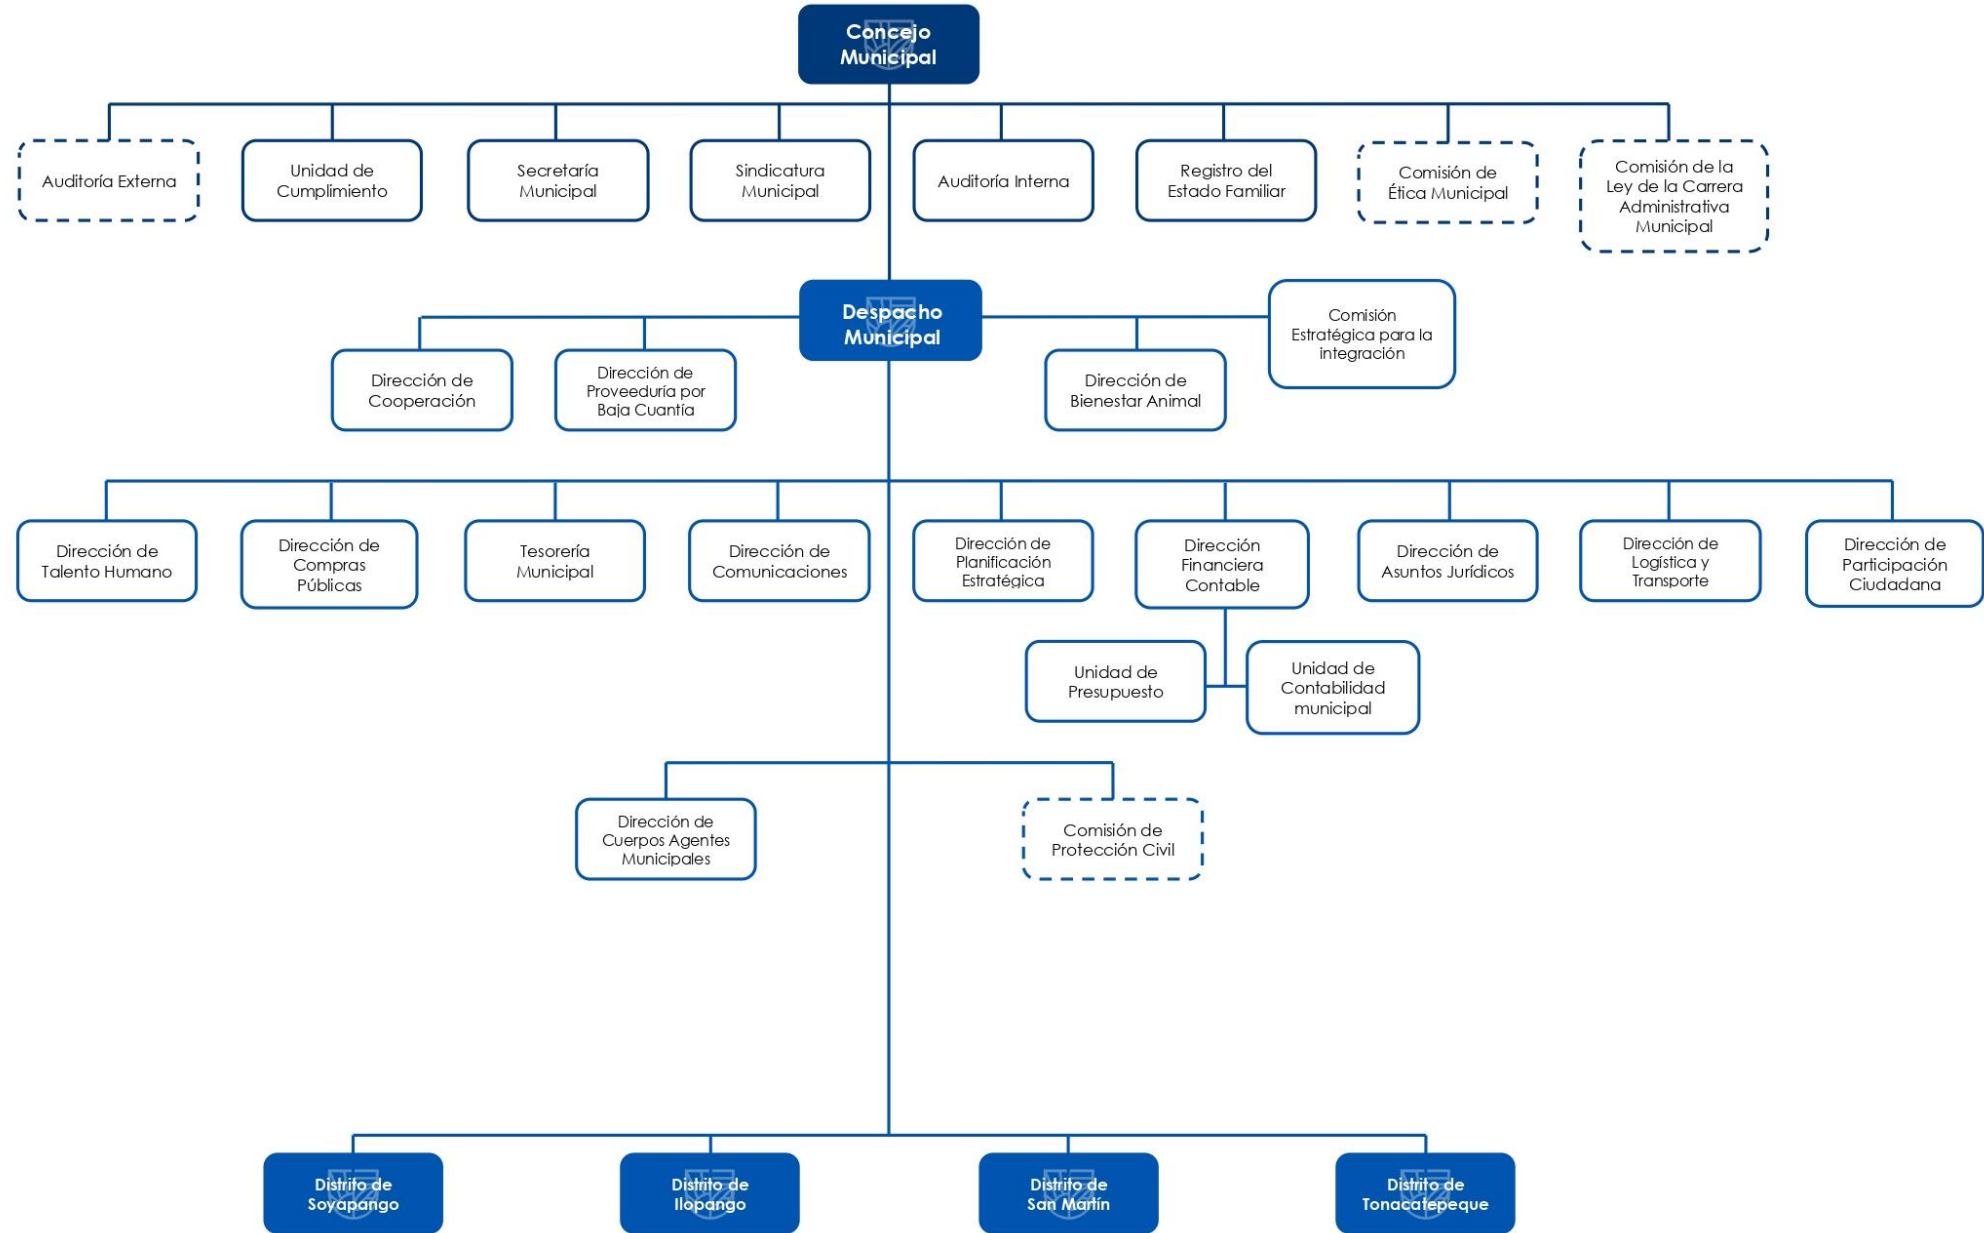 Concejo
Municipal
Auditoría Externa
Unidad de
Cumplimiento
Secretaría
Municipal
Sindicatura
Municipal
Auditoría Interna
Registro del
Estado Familiar
Comisión de
Ética Municipal
Comisión de la
Ley de la Carrera
Administrativa
Municipal
Despacho
Municipal
Dirección de
Cooperación
Dirección de
Proveeduría por
Baja Cuantía
Dirección de
Bienestar Animal
Comisión
Estratégica para la
integración
Dirección de
Talento Humano
Dirección de
Compras
Públicas
Tesorería
Municipal
Dirección de
Comunicaciones
Dirección de
Planificación
Estratégica
Dirección
Financiera
Contable
Dirección de
Asuntos Jurídicos
Dirección de
Logística y
Transporte
Dirección de
Participación
Ciudadana
Unidad de
Presupuesto
Unidad de
Contabilidad
municipal
Dirección de
Cuerpos Agentes
Municipales
Comisión de
Protección Civil
Distrito de
Soyapango
Distrito de
Ilopango
Distrito de
San Martín
Distrito de
Tonacatepeque